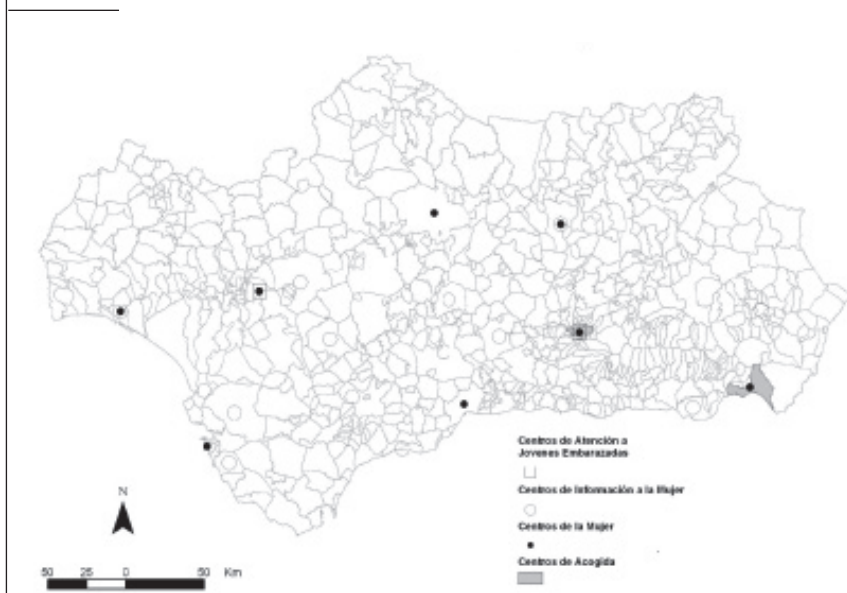 Centros de Atención a
Jovenes Embarazadas
Centros de Información a la Mujer
Centros de la Mujer
Centros de Acogida
N
50 25 0 50 Km